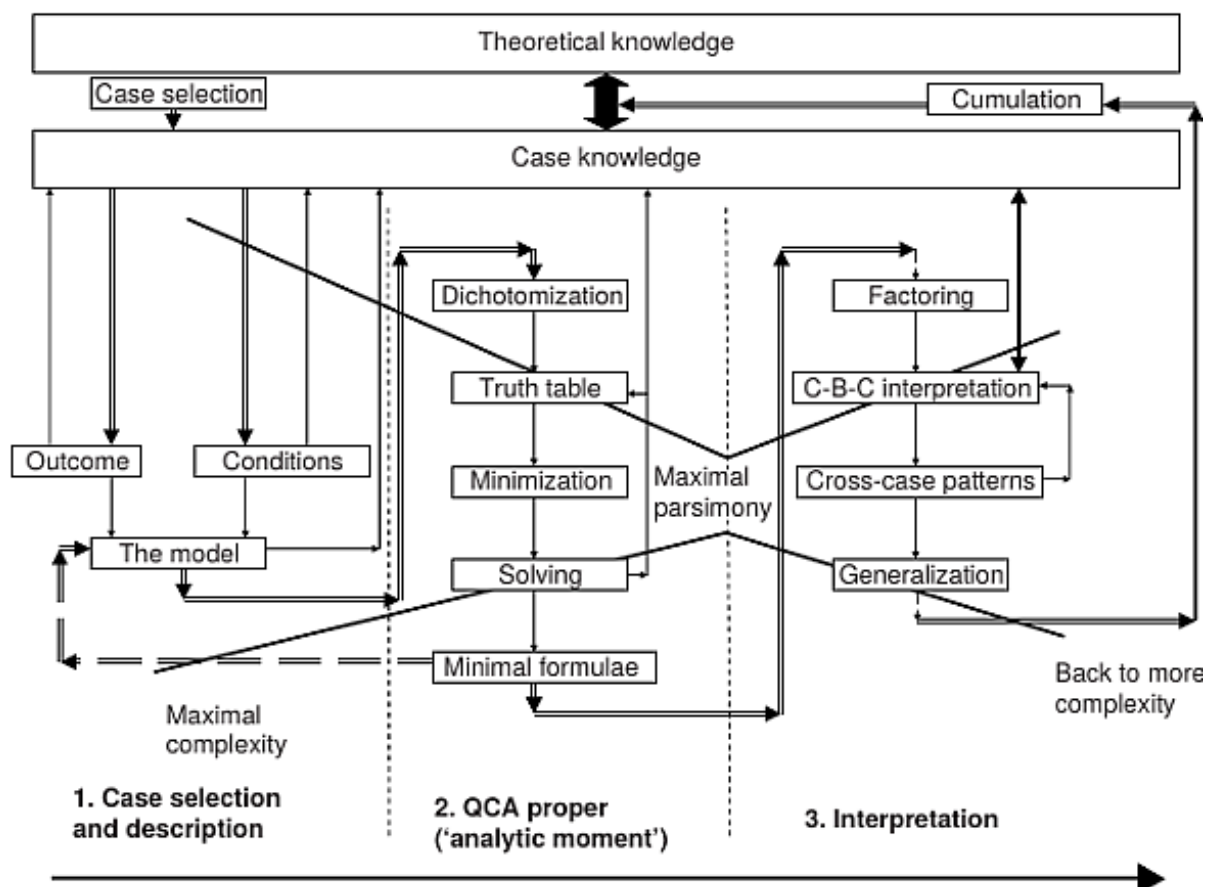 Theoretical knowledge
Case selection
Cumulation
Case knowledge
Dichotomization
Factoring
Truth table
C-B-C interpretation
Outcome
Conditions
Minimization
Maximal
parsimony
Cross-case patterns
The model
Solving
Generalization
Minimal formulae
Back to more
complexity
Maximal
complexity
1. Case selection
and description
2. QCA proper
(‘analytic moment’)
3. Interpretation